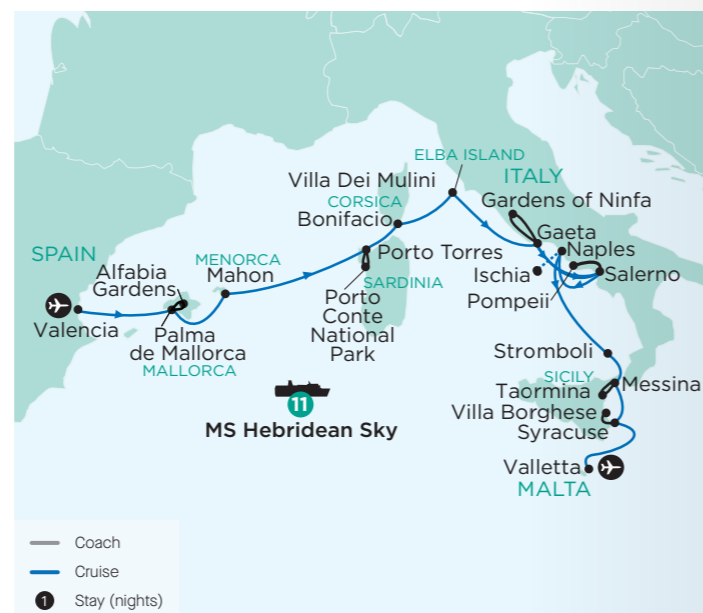 ELBA ISLAND
Villa Dei Mulini
ITALY
Gardens of Ninfa
CORSICA
Bonifacio
Gaeta
SPAIN
MENORCA
Porto Torres
Naples
Alfabia
Gardens
Mahon
Ischia
Salerno
SARDINIA
Pompeii
Valencia
Palma
de Mallorca
MALLORCA
Porto
Conte
National
Park
Stromboli
SICILY
Taormina
Messina
11
MS Hebridean Sky
Villa Borghese
Syracuse
Valletta
MALTA
Coach
Cruise
1 Stay (nights)